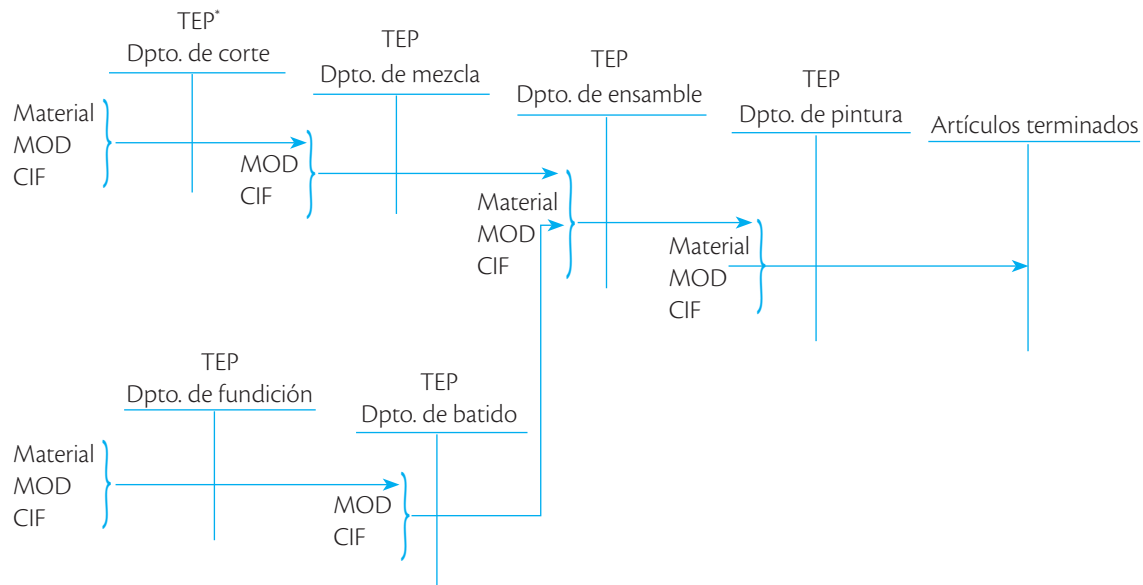 TEP*
Dpto. de corte
Material
MOD
CIF
TEP
Dpto. de mezcla
MOD
CIF
TEP
Dpto. de ensamble
Material
MOD
CIF
TEP
Dpto. de pintura
Material
MOD
CIF
Artículos terminados
TEP
Dpto. de fundición
Material
MOD
CIF
TEP
Dpto. de batido
MOD
CIF